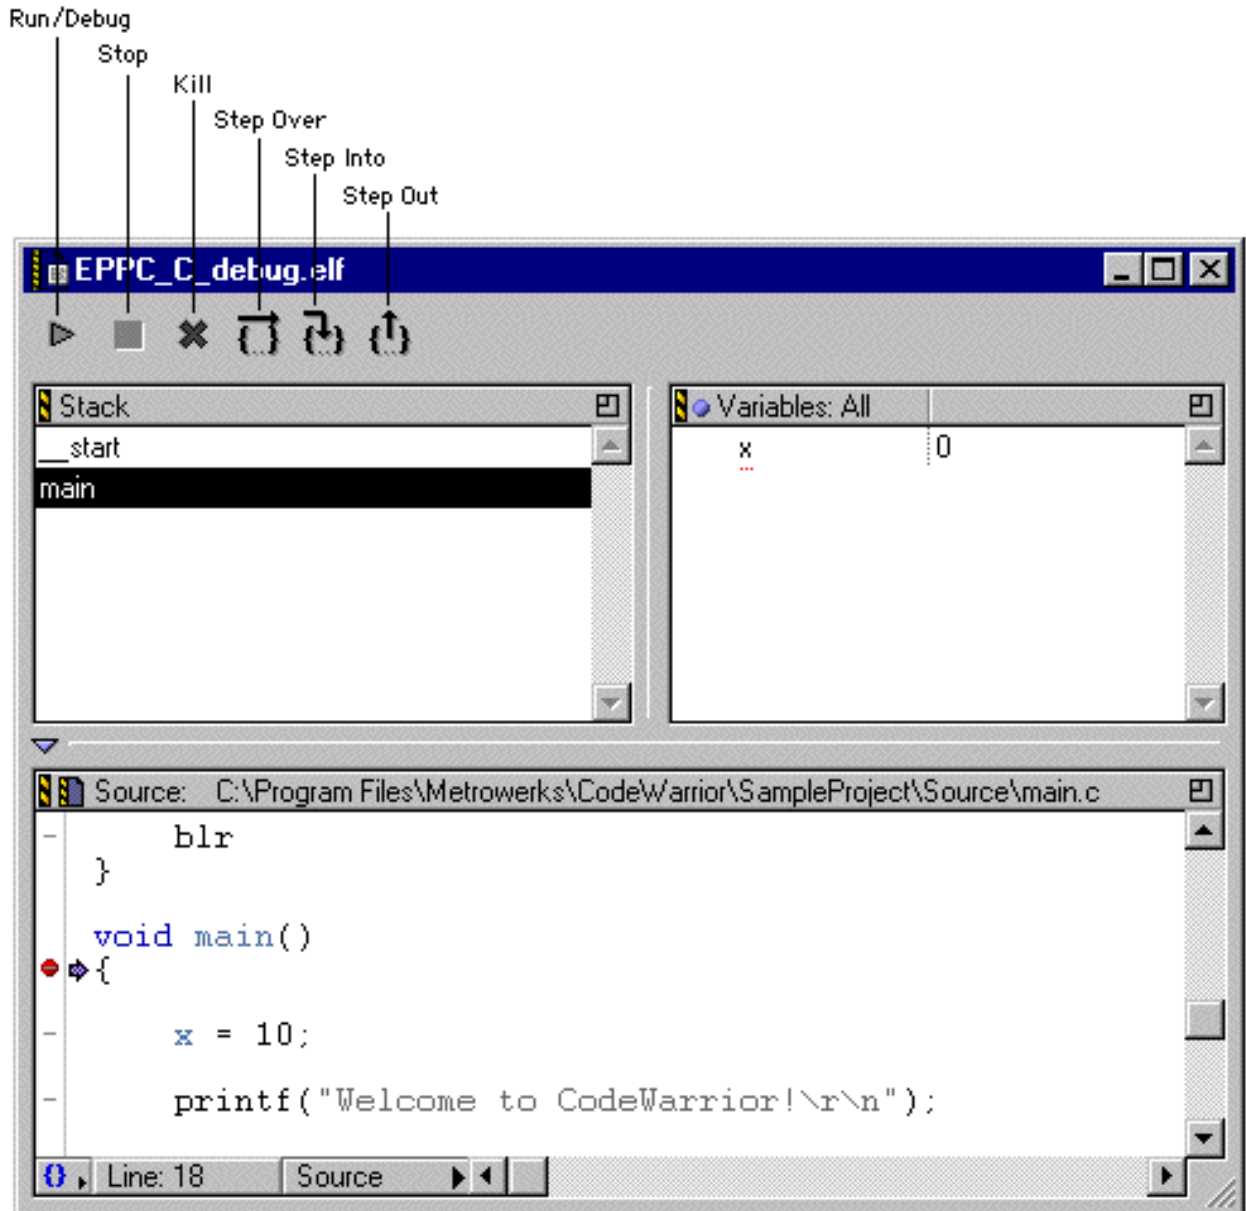 Run/Debug
Stop
Kill
Step Over
Step Into
Step Out
EPPC_C_debug.elf
Stack
Variables: All
__start
x 0
main
Source: C:\Program Files\Metrowerks\CodeWarrior\SampleProject\Source\main.c
blr
}
void main()
{
x = 10;
printf("Welcome to CodeWarrior!\r\n");
Line: 18 Source